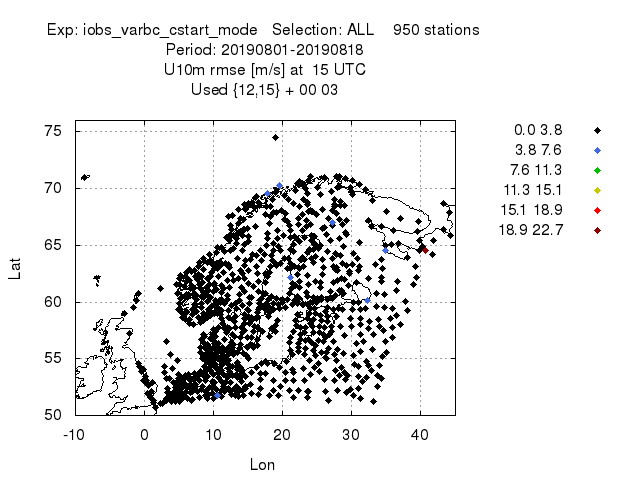 Exp: iobs_varbc_cstart_mode   Selection: ALL    950 stations
Period: 20190801-20190818
U10m rmse [m/s] at  15 UTC
Used {12,15} + 00 03
0.0 3.8
3.8 7.6
7.6 11.3
11.3 15.1
15.1 18.9
18.9 22.7
75
70
65
60
55
50
Lat
-10 0 10 20 30 40
Lon